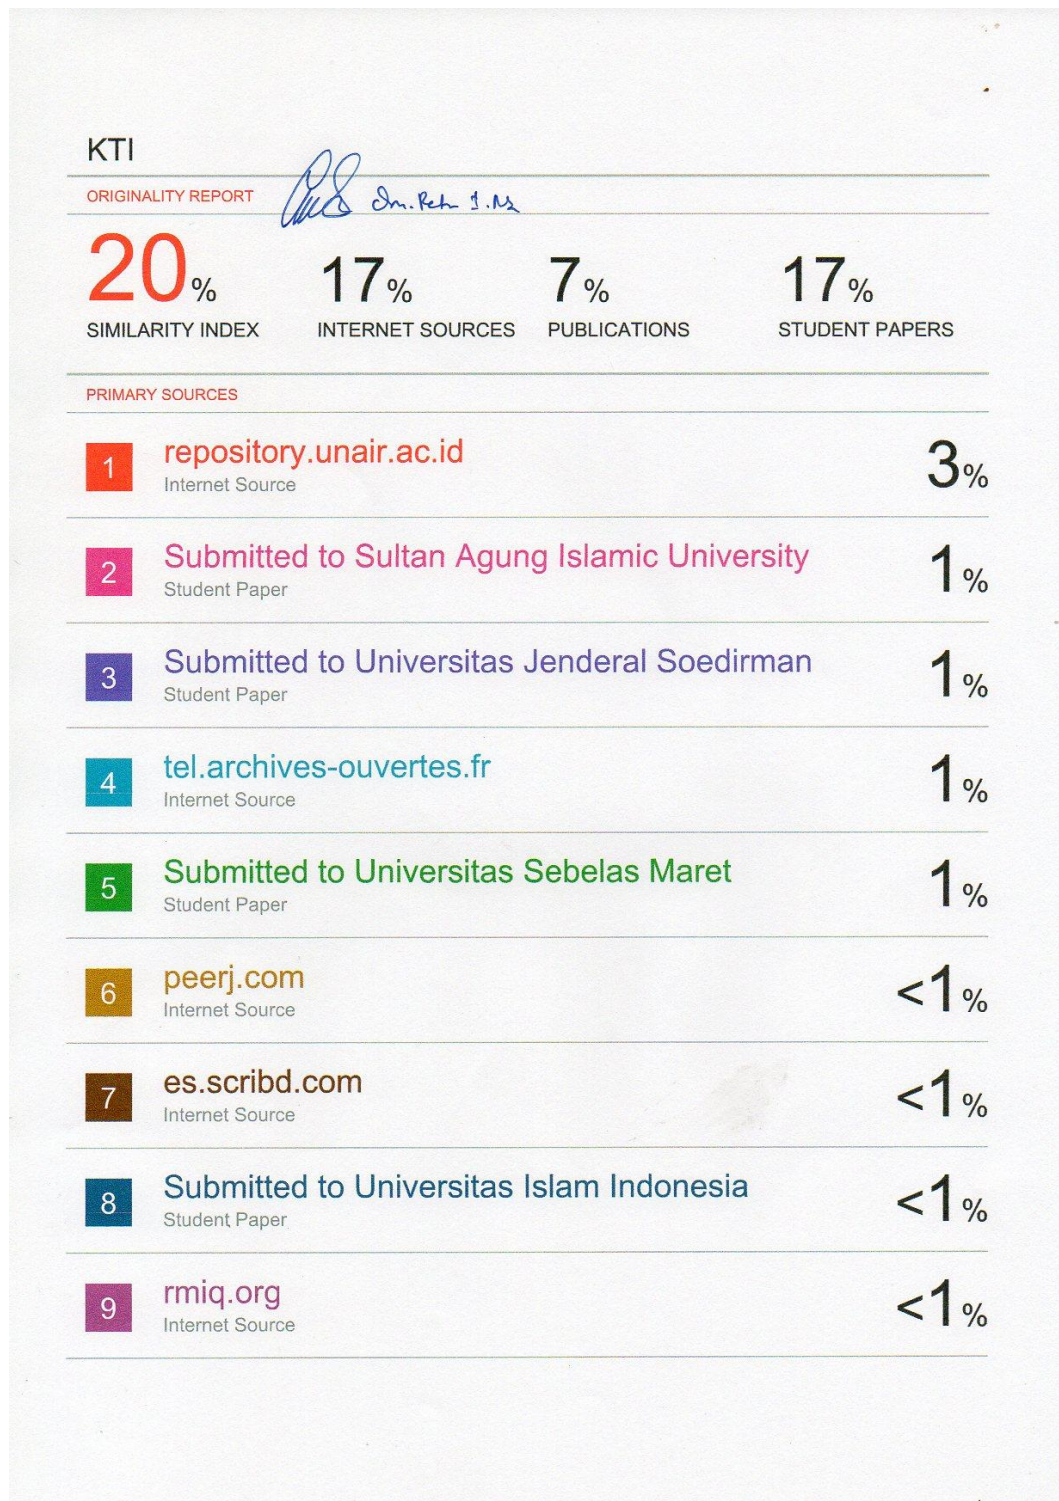 KTI
ORIGINALITY REPORT
20%
SIMILARITY INDEX
17%
INTERNET SOURCES
7%
PUBLICATIONS
17%
STUDENT PAPERS
PRIMARY SOURCES
1
repository.unair.ac.id
Internet Source
3%
2
Submitted to Sultan Agung Islamic University
Student Paper
1%
3
Submitted to Universitas Jenderal Soedirman
Student Paper
1%
4
tel.archives-ouvertes.fr
Internet Source
1%
5
Submitted to Universitas Sebelas Maret
Student Paper
1%
6
peerj.com
Internet Source
<1%
7
es.scribd.com
Internet Source
<1%
8
Submitted to Universitas Islam Indonesia
Student Paper
<1%
9
rmiq.org
Internet Source
<1%